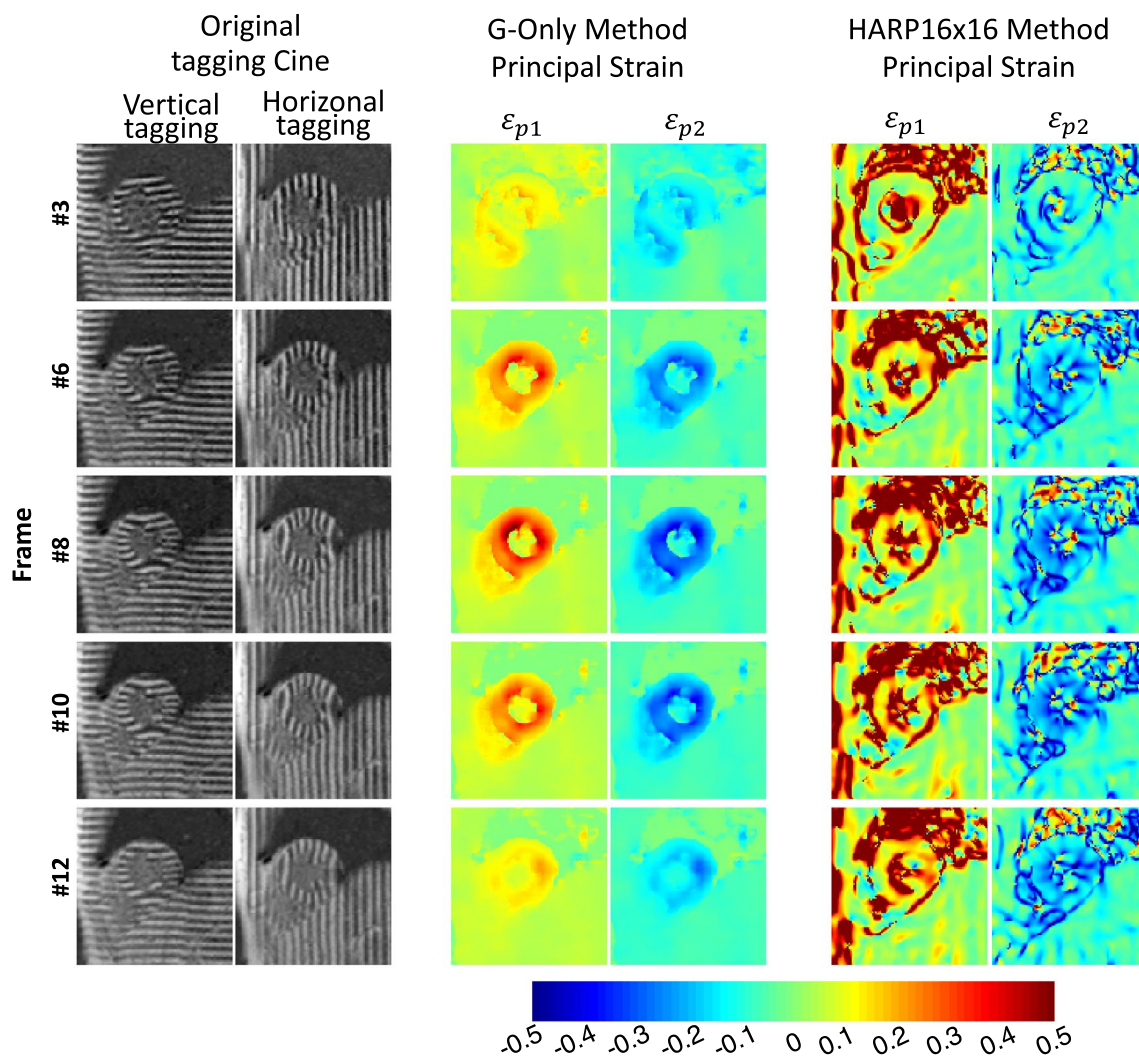 Original
tagging Cine
G-Only Method
Principal Strain
HARP16x16 Method
Principal Strain
Vertical
tagging
Horizonal
tagging
εp1
εp2
εp1
εp2
#3
#6
#8
#10
#12
Frame
-0.5 -0.4 -0.3 -0.2 -0.1 0 0.1 0.2 0.3 0.4 0.5